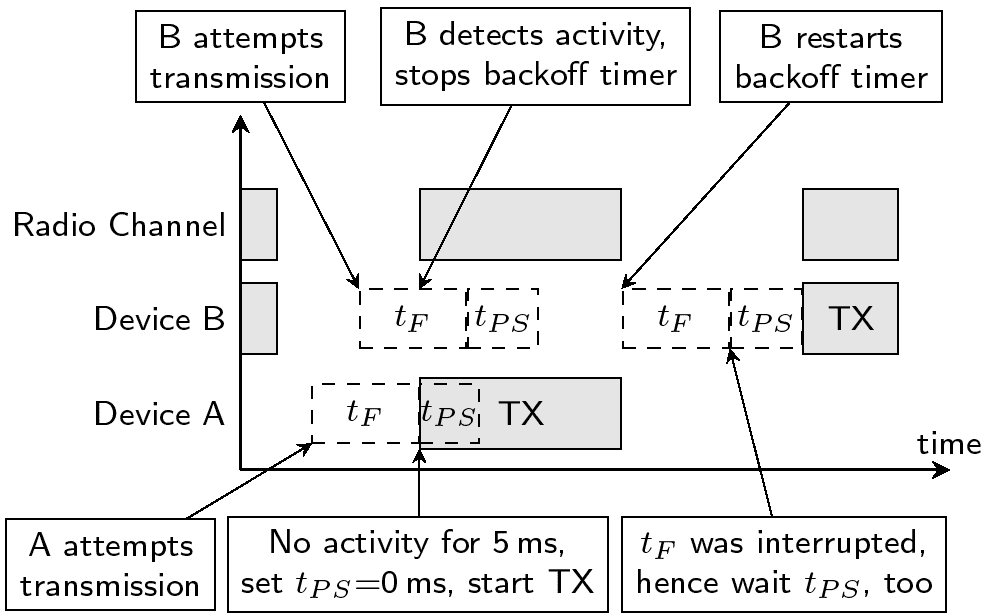 B attempts
transmission
B detects activity,
stops backoff timer
B restarts
backoff timer
Radio Channel
Device B
t_F
t_PS
t_F
t_PS
TX
Device A
t_F
t_PS
TX
time
A attempts
transmission
No activity for 5 ms,
set t_PS=0 ms, start TX
t_F was interrupted,
hence wait t_PS, too